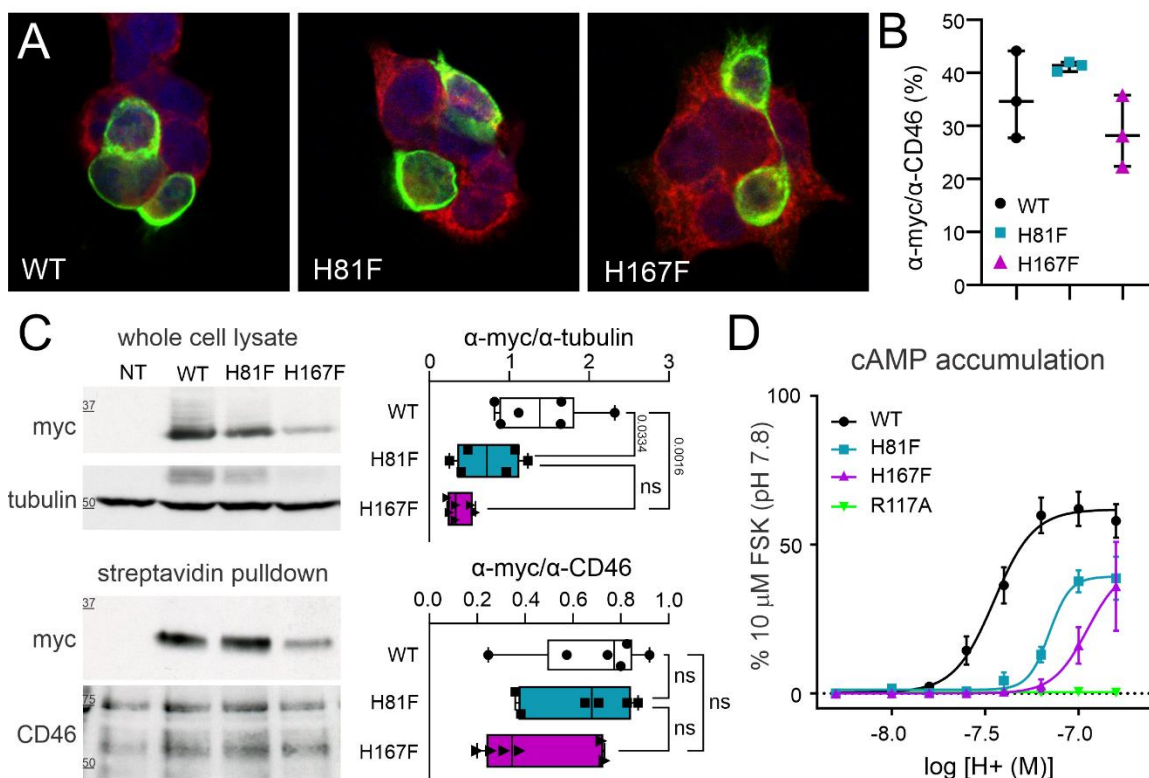 A
WT
H81F
H167F
B
α-myc/α-CD46 (%)
50
40
30
20
10
0
WT
H81F
H167F
C
whole cell lysate
NT WT H81F H167F
37
myc
tubulin
50
α-myc/α-tubulin
0 1 2 3
WT
H81F
H167F
0.0334
0.0016
ns
streptavidin pulldown
37
myc
75
CD46
50
α-myc/α-CD46
0.0 0.2 0.4 0.6 0.8 1.0
WT
H81F
H167F
ns
ns
ns
D
cAMP accumulation
% 10 μM FSK (pH 7.8)
100
50
0
WT
H81F
H167F
R117A
-8.0 -7.5 -7.0
log [H+ (M)]